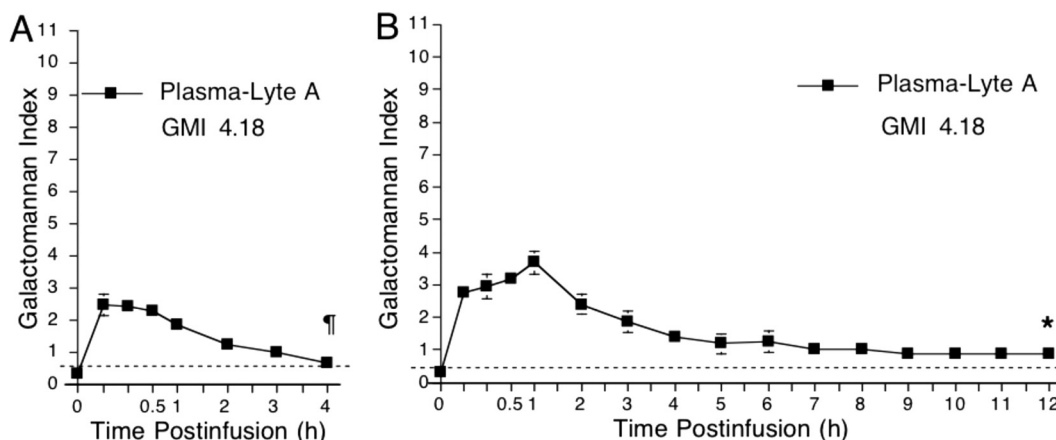 A
11
10
9
8
7
6
5
4
3
2
1
0
Galactomannan Index
Plasma-Lyte A
GMI 4.18
¶
0 0.5 1 2 3 4
Time Postinfusion (h)
B
11
10
9
8
7
6
5
4
3
2
1
0
Galactomannan Index
Plasma-Lyte A
GMI 4.18
*
0 0.5 1 2 3 4 5 6 7 8 9 10 11 12
Time Postinfusion (h)